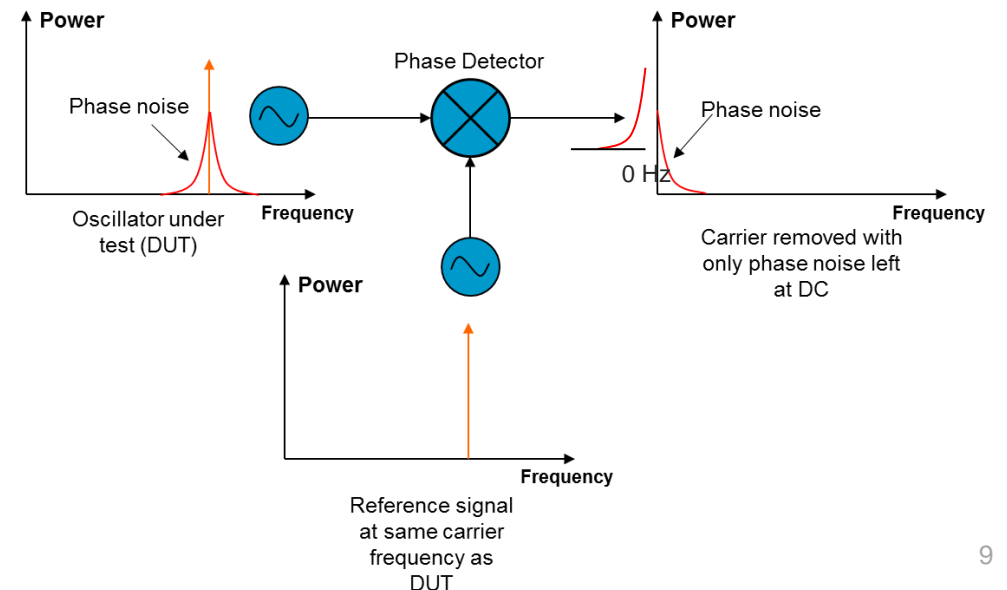 Power
Phase noise
Frequency
Oscillator under
test (DUT)
Phase Detector
Power
Phase noise
0 Hz
Frequency
Carrier removed with
only phase noise left
at DC
Power
Frequency
Reference signal
at same carrier
frequency as
DUT
9